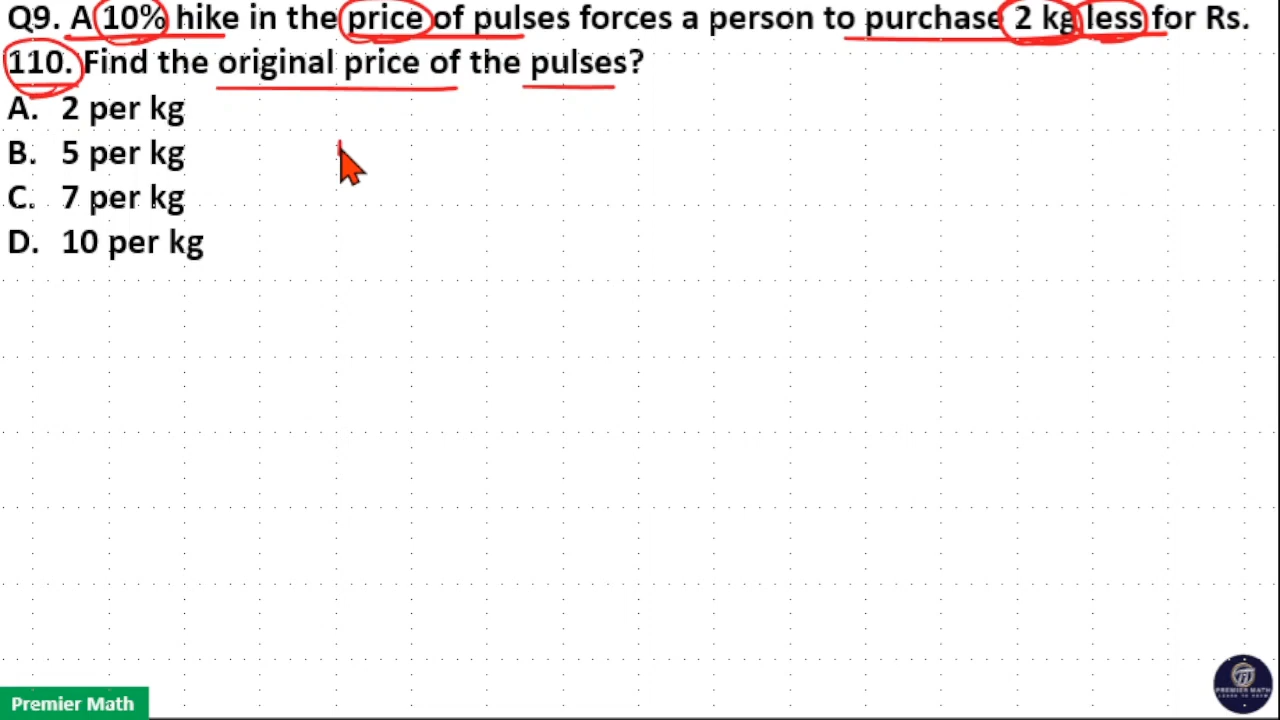 Q9. A 10% hike in the price of pulses forces a person to purchase 2 kg less for Rs.
110. Find the original price of the pulses?
A. 2 per kg
B. 5 per kg
C. 7 per kg
D. 10 per kg
Premier Math
PREMIER MATH